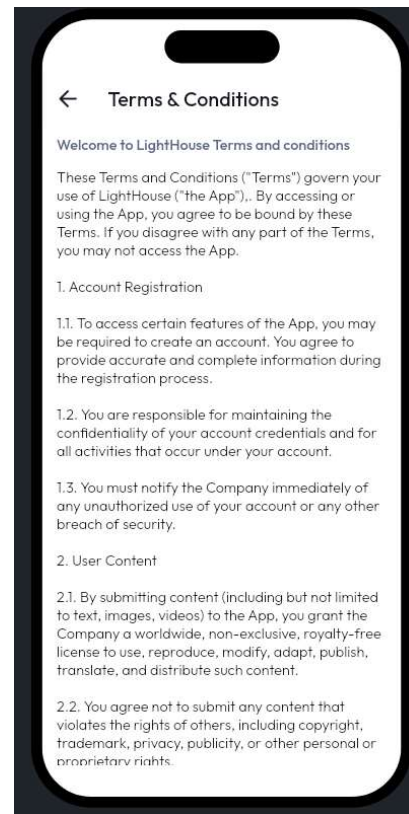 Terms & Conditions
Welcome to LightHouse Terms and conditions
These Terms and Conditions ("Terms") govern your
use of LightHouse ("the App"),. By accessing or
using the App, you agree to be bound by these
Terms. If you disagree with any part of the Terms,
you may not access the App.
1. Account Registration
1.1. To access certain features of the App, you may
be required to create an account. You agree to
provide accurate and complete information during
the registration process.
1.2. You are responsible for maintaining the
confidentiality of your account credentials and for
all activities that occur under your account.
1.3. You must notify the Company immediately of
any unauthorized use of your account or any other
breach of security.
2. User Content
2.1. By submitting content (including but not limited
to text, images, videos) to the App, you grant the
Company a worldwide, non-exclusive, royalty-free
license to use, reproduce, modify, adapt, publish,
translate, and distribute such content.
2.2. You agree not to submit any content that
violates the rights of others, including copyright,
trademark, privacy, publicity, or other personal or
proprietary rights.